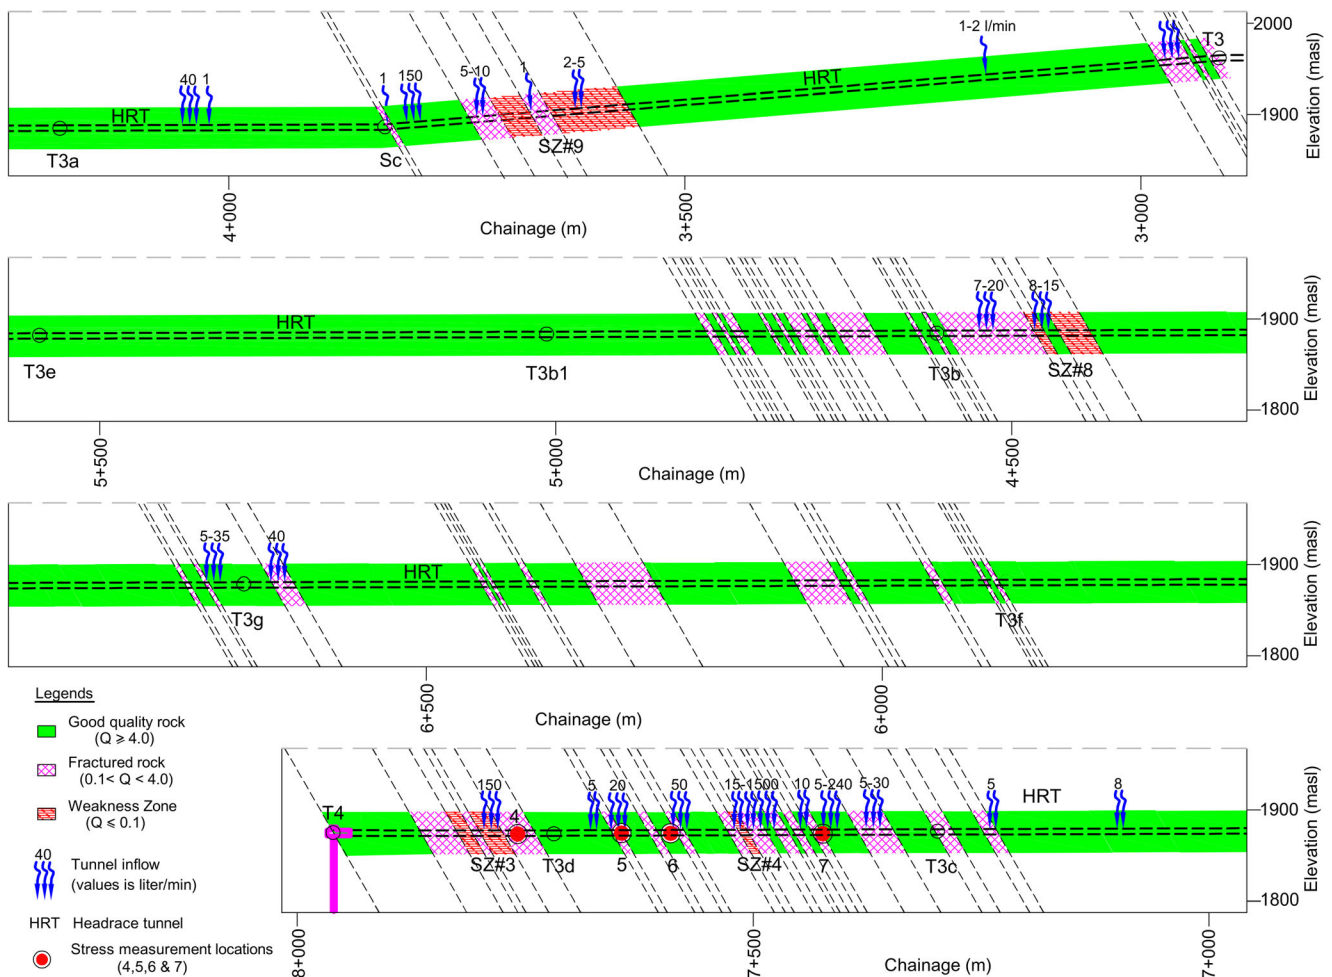 1-2 l/min
2000
T3
40 1
1
150
5-10
1
2-5
HRT
HRT
1900
T3a
Sc
SZ#9
Elevation (masl)
4+000
3+500
3+000
Chainage (m)
7-20
8-15
HRT
1900
T3e
T3b1
T3b
SZ#8
1800
Elevation (masl)
5+500
5+000
4+500
Chainage (m)
5-35
40
HRT
1900
T3g
T3f
1800
Elevation (masl)
6+500
6+000
Chainage (m)
Legends
Good quality rock
(Q ≥ 4.0)
Fractured rock
(0.1< Q < 4.0)
Weakness Zone
(Q ≤ 0.1)
40
Tunnel inflow
(values is liter/min)
HRT Headrace tunnel
Stress measurement locations
(4,5,6 & 7)
T4
150
4
5
20
50
15-1500
10
5-240
5-30
5
8
HRT
1900
SZ#3
T3d
5
6
SZ#4
7
T3c
1800
Elevation (masl)
8+000
7+500
7+000
Chainage (m)